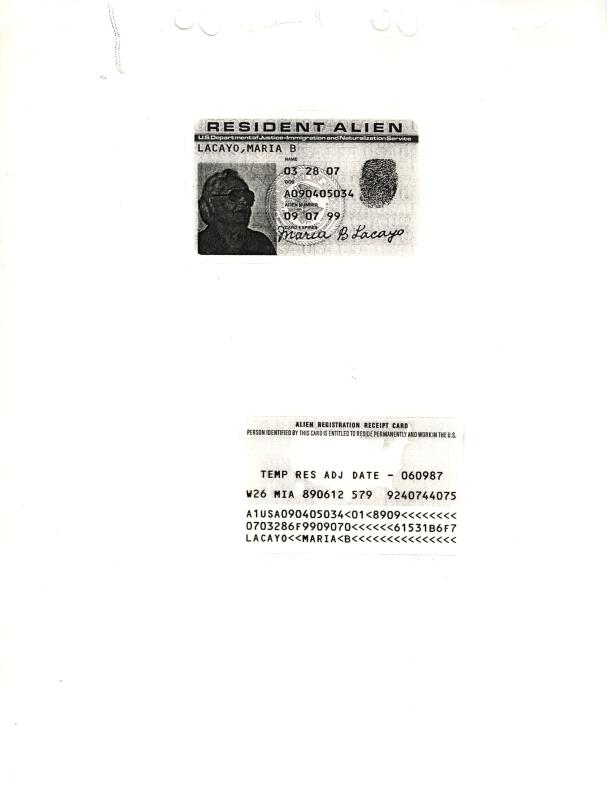 RESIDENT ALIEN
U.S. Department of Justice-Immigration and Naturalization Service
LACAYO,MARIA B
NAME
03 28 07
DOB
A090405034
ALIEN NUMBER
09 07 99
CARD EXPIRES
Maria B Lacayo
ALIEN REGISTRATION RECEIPT CARD
PERSON IDENTIFIED BY THIS CARD IS ENTITLED TO RESIDE PERMANENTLY AND WORK IN THE U.S.
TEMP RES ADJ DATE - 060987
W26 MIA 890612 579 9240744075
A1USA090405034<01<8909<<<<<<<<
0703286F9909070<<<<<<61531B6F7
LACAYO<<MARIA<B<<<<<<<<<<<<<<<